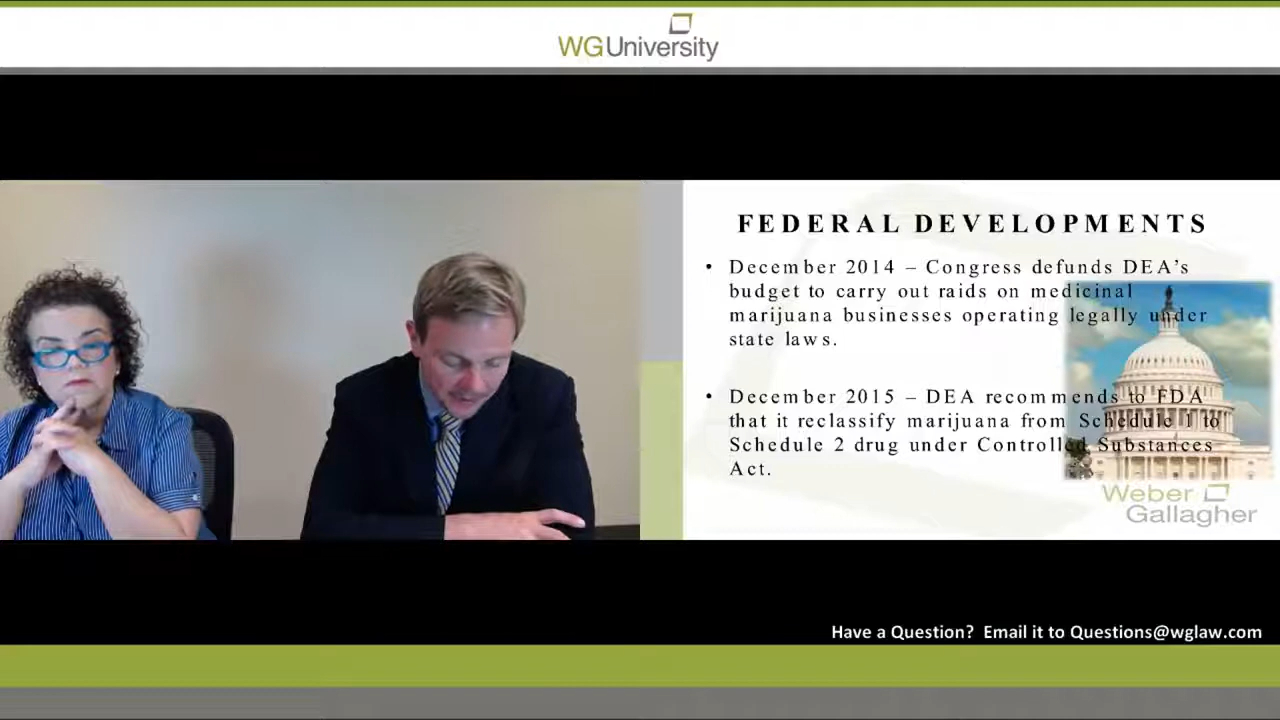 WGUniversity
FEDERAL DEVELOPMENTS
• December 2014 – Congress defunds DEA's
budget to carry out raids on medicinal
marijuana businesses operating legally under
state laws.
• December 2015 – DEA recommends to FDA
that it reclassify marijuana from Schedule 1 to
Schedule 2 drug under Controlled Substances
Act.
Weber
Gallagher
Have a Question? Email it to Questions@wglaw.com